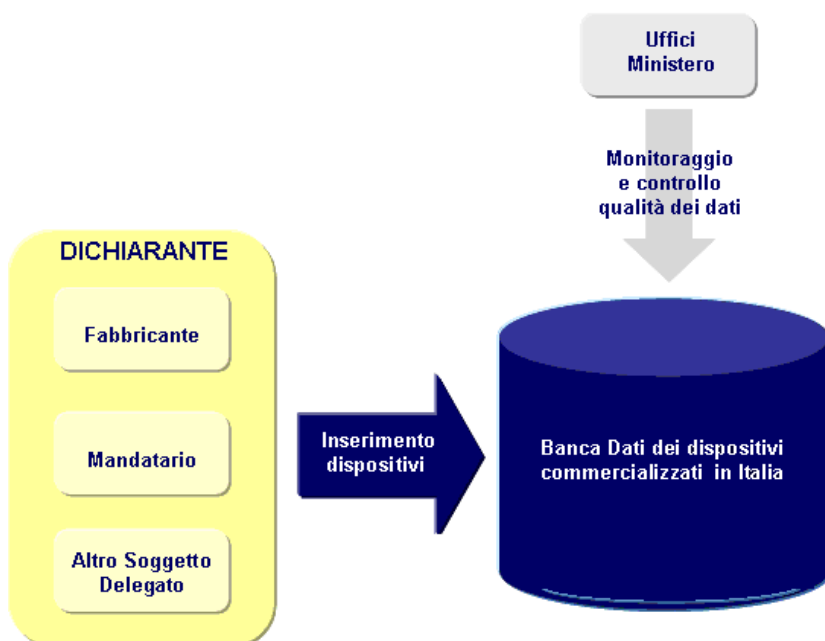 Uffici
Ministero
Monitoraggio
e controllo
qualità dei dati
DICHIARANTE
Fabbricante
Mandatario
Altro Soggetto
Delegato
Inserimento
dispositivi
Banca Dati dei dispositivi
commercializzati in Italia